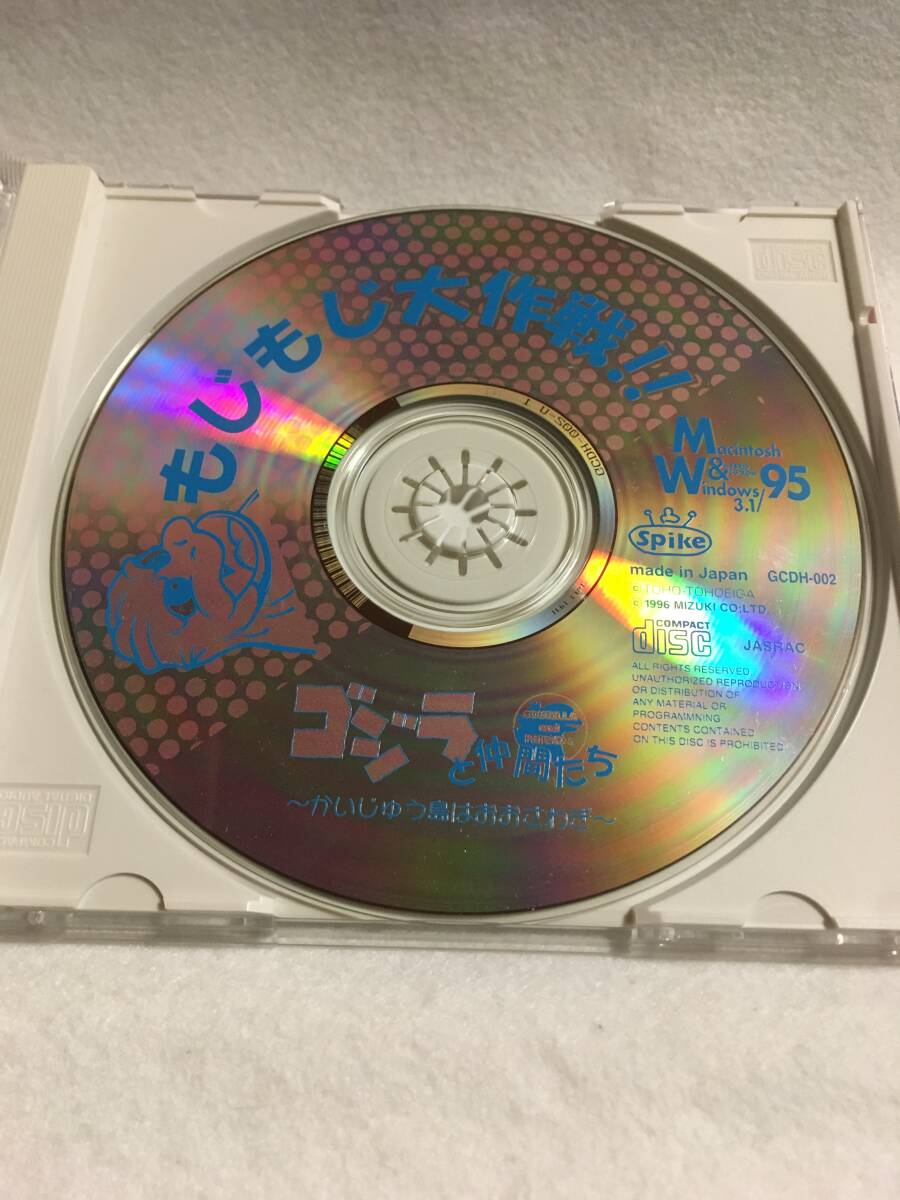 もじもじ大作戦!!
Macintosh
&
Windows 3.1/95
Spike
made in Japan GCDH-002
© TOHO-TOHOEIGA
© 1996 MIZUKI CO;LTD.
COMPACT
disc
JASRAC
ALL RIGHTS RESERVED
UNAUTHORIZED REPRODUCTION
OR DISTRIBUTION OF
ANY MATERIAL OR
PROGRAMMNING
CONTENTS CONTAINED
ON THIS DISC IS PROHIBITED
ゴジラと仲間たち
GODZILLA
and
FRIENDS
～かいじゅう島はおおさわぎ～